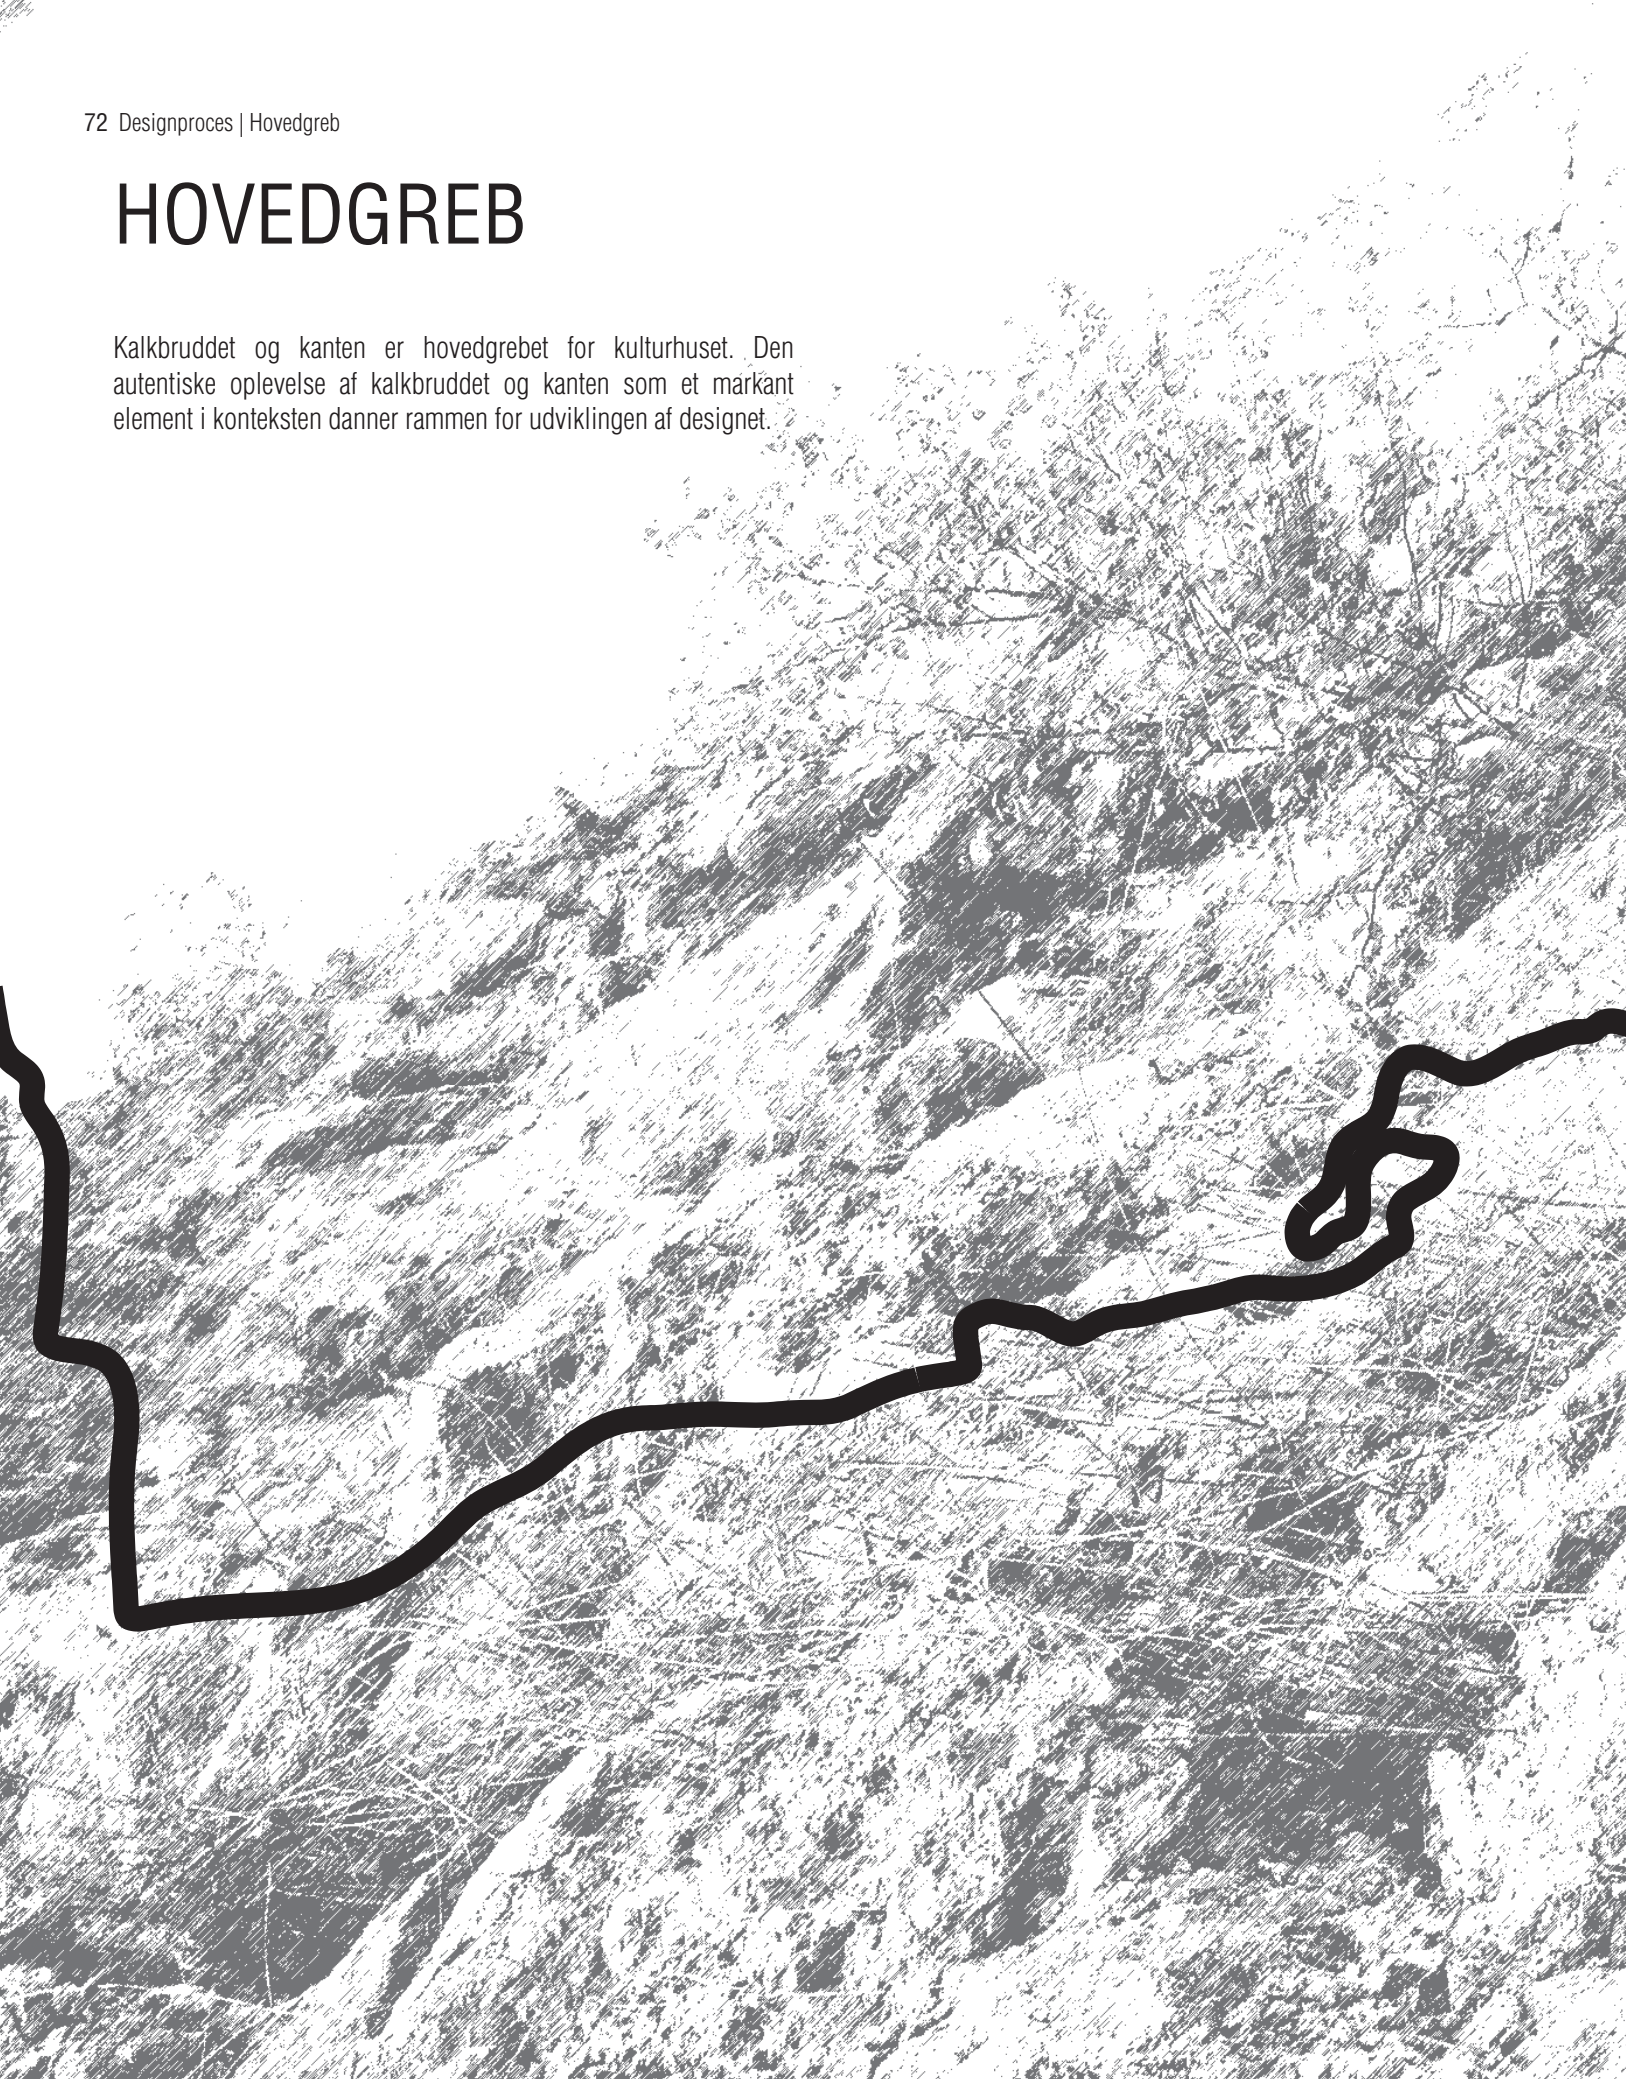 72 Designproces | Hovedgreb
HOVEDGREB
Kalkbruddet og kanten er hovedgrebet for kulturhuset. Den
autentiske oplevelse af kalkbruddet og kanten som et markant
element i konteksten danner rammen for udviklingen af designet.